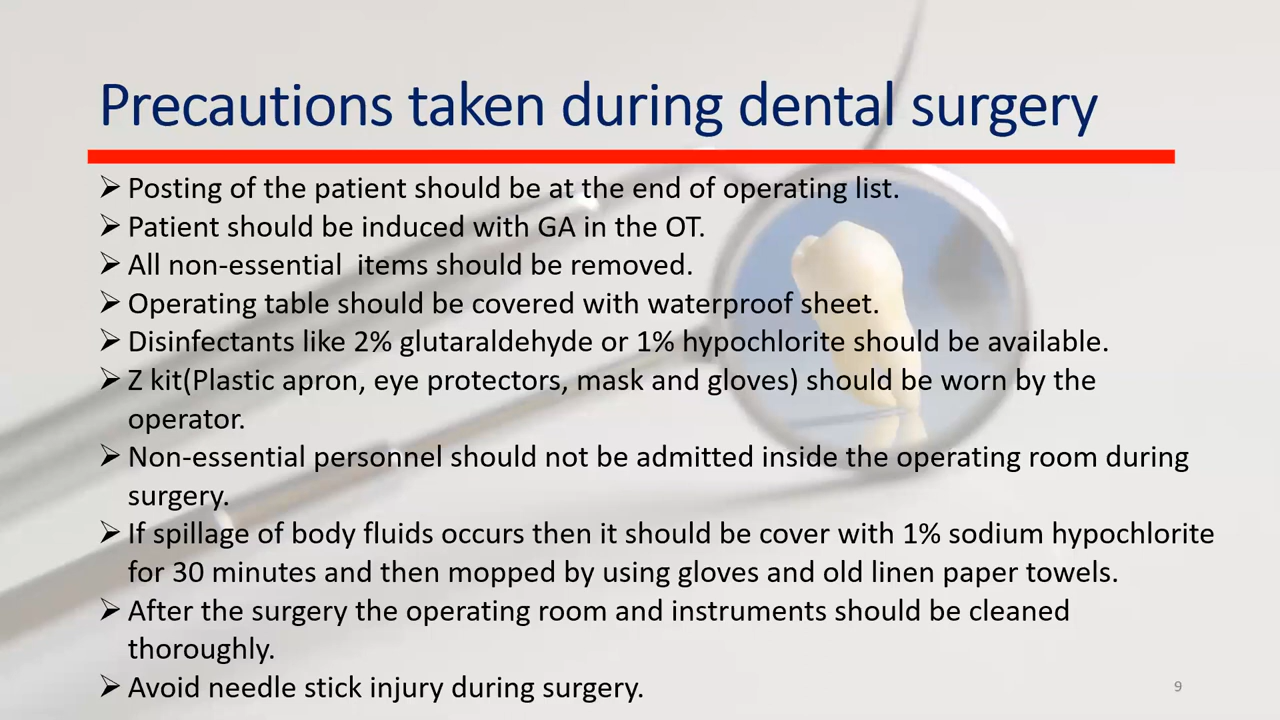 Precautions taken during dental surgery
➢ Posting of the patient should be at the end of operating list.
➢ Patient should be induced with GA in the OT.
➢ All non-essential  items should be removed.
➢ Operating table should be covered with waterproof sheet.
➢ Disinfectants like 2% glutaraldehyde or 1% hypochlorite should be available.
➢ Z kit(Plastic apron, eye protectors, mask and gloves) should be worn by the
operator.
➢ Non-essential personnel should not be admitted inside the operating room during
surgery.
➢ If spillage of body fluids occurs then it should be cover with 1% sodium hypochlorite
for 30 minutes and then mopped by using gloves and old linen paper towels.
➢ After the surgery the operating room and instruments should be cleaned
thoroughly.
➢ Avoid needle stick injury during surgery.
9